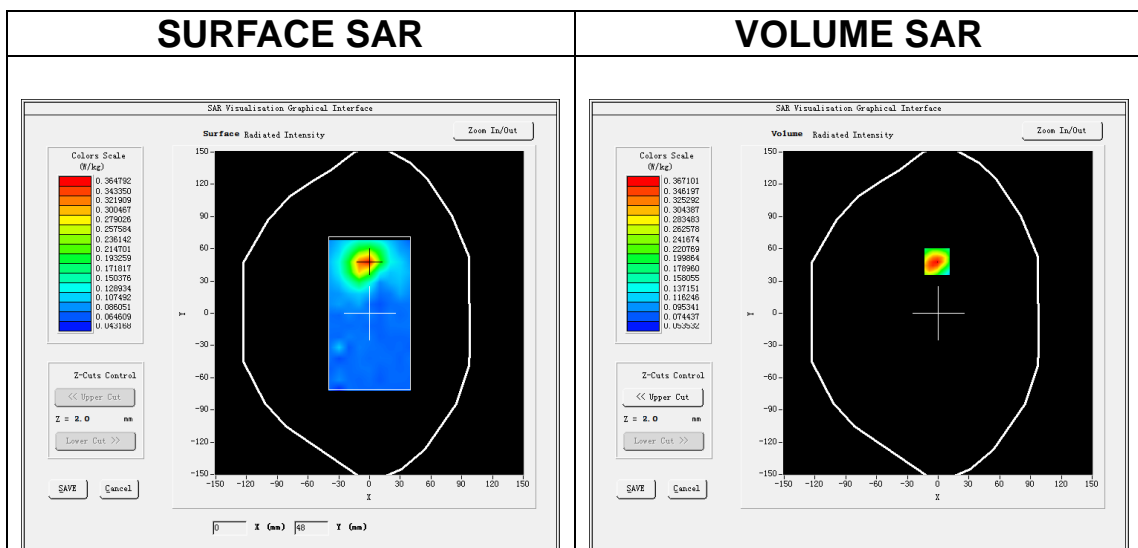 SURFACE SAR
VOLUME SAR
SAR Visualisation Graphical Interface
Surface Radiated Intensity
Zoom In/Out
Colors Scale
(W/kg)
0.364792
0.343350
0.321909
0.300467
0.279026
0.257584
0.236142
0.214701
0.193259
0.171817
0.150376
0.128934
0.107492
0.086051
0.064609
0.043168
Z-Cuts Control
<< Upper Cut
Z = 2.0 mm
Lower Cut >>
SAVE Cancel
150
120
90
60
30
0
-30
-60
-90
-120
-150
Y
-150 -120 -90 -60 -30 0 30 60 90 120 150
X
0 X (mm) 48 Y (mm)
SAR Visualisation Graphical Interface
Volume Radiated Intensity
Zoom In/Out
Colors Scale
(W/kg)
0.367101
0.346197
0.325292
0.304387
0.283483
0.262578
0.241674
0.220769
0.199864
0.178960
0.158055
0.137151
0.116246
0.095341
0.074437
0.053532
Z-Cuts Control
<< Upper Cut
Z = 2.0 mm
Lower Cut >>
SAVE Cancel
150
120
90
60
30
0
-30
-60
-90
-120
-150
Y
-150 -120 -90 -60 -30 0 30 60 90 120 150
X